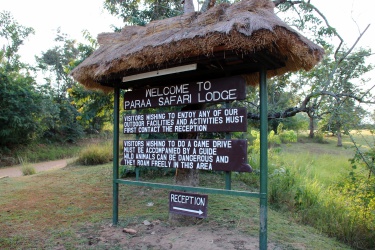 WELCOME TO
PARAA SAFARI LODGE
VISITORS WISHING TO ENJOY ANY OF OUR
OUTDOOR FACILITIES AND ACTIVITIES MUST
FIRST CONTACT THE RECEPTION
VISITORS WISHING TO DO A GAME DRIVE
MUST BE ACCOMPANIED BY A GUIDE
WILD ANIMALS CAN BE DANGEROUS AND
THEY ROAM FREELY IN THIS AREA
RECEPTION